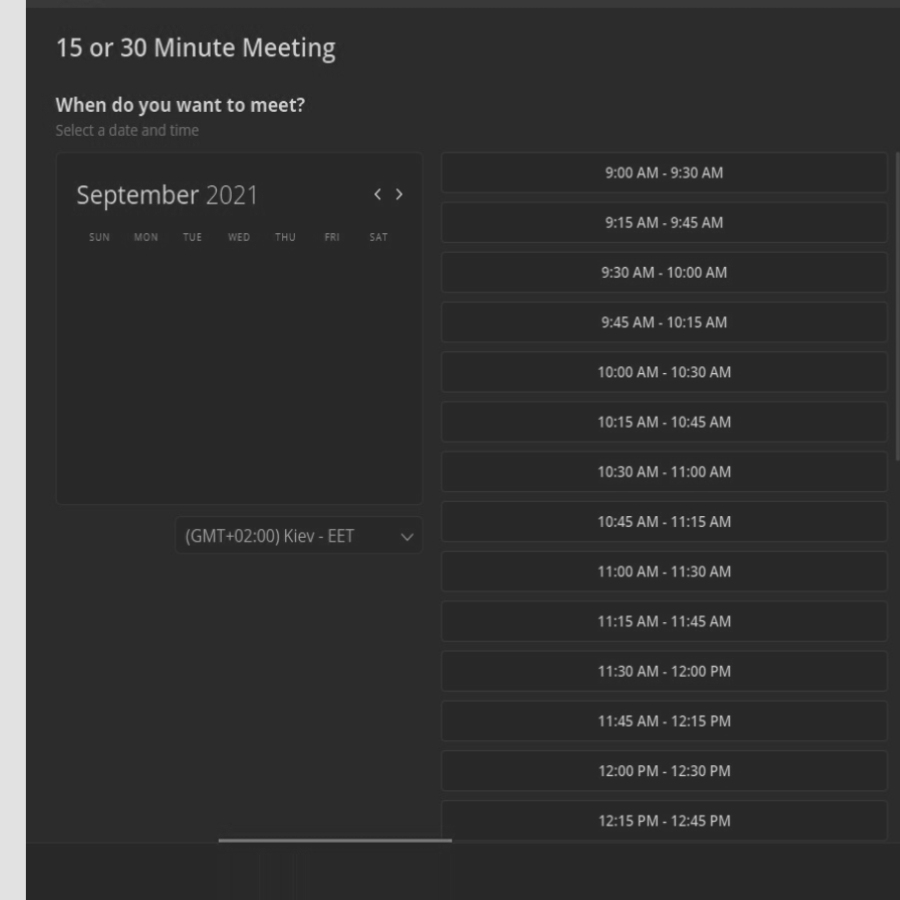 15 or 30 Minute Meeting
When do you want to meet?
Select a date and time
September 2021
SUN MON TUE WED THU FRI SAT
(GMT+02:00) Kiev - EET
9:00 AM - 9:30 AM
9:15 AM - 9:45 AM
9:30 AM - 10:00 AM
9:45 AM - 10:15 AM
10:00 AM - 10:30 AM
10:15 AM - 10:45 AM
10:30 AM - 11:00 AM
10:45 AM - 11:15 AM
11:00 AM - 11:30 AM
11:15 AM - 11:45 AM
11:30 AM - 12:00 PM
11:45 AM - 12:15 PM
12:00 PM - 12:30 PM
12:15 PM - 12:45 PM